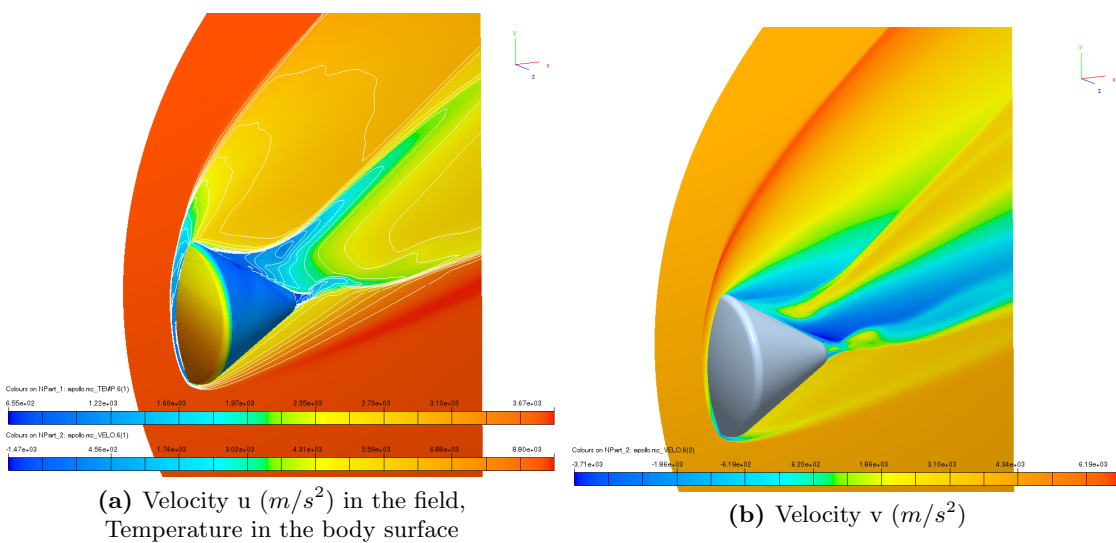 y
x
z
Colours on NPart_1: apollo.mc_TEMP.6(1)
6.55e+02 1.22e+03 1.60e+03 1.97e+03 2.35e+03 2.73e+03 3.10e+03 3.67e+03
Colours on NPart_2: apollo.mc_VELO.6(1)
-1.47e+03 4.56e+02 1.74e+03 3.02e+03 4.31e+03 5.59e+03 6.88e+03 8.80e+03
(a) Velocity u (m/s²) in the field,
Temperature in the body surface
y
x
z
Colours on NPart_2: apollo.mc_VELO.6(2)
-3.71e+03 -1.86e+03 -6.19e+02 6.20e+02 1.86e+03 3.10e+03 4.34e+03 6.19e+03
(b) Velocity v (m/s²)